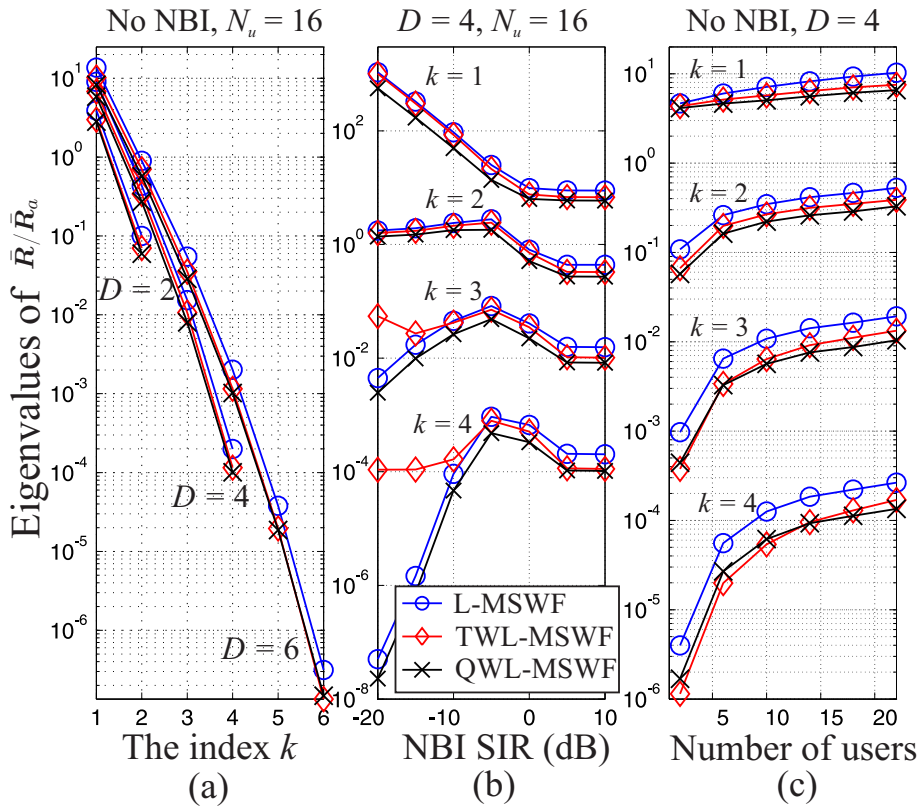 No NBI, N_u = 16
D = 4, N_u = 16
No NBI, D = 4
Eigenvalues of R̄/R̄_a
10^1
10^0
10^-1
10^-2
10^-3
10^-4
10^-5
10^-6
D = 2
D = 4
D = 6
1 2 3 4 5 6
The index k
(a)
10^2
10^0
10^-2
10^-4
10^-6
10^-8
k = 1
k = 2
k = 3
k = 4
L-MSWF
TWL-MSWF
QWL-MSWF
-20 -10 0 10
NBI SIR (dB)
(b)
10^1
10^0
10^-1
10^-2
10^-3
10^-4
10^-5
10^-6
k = 1
k = 2
k = 3
k = 4
5 10 15 20
Number of users
(c)